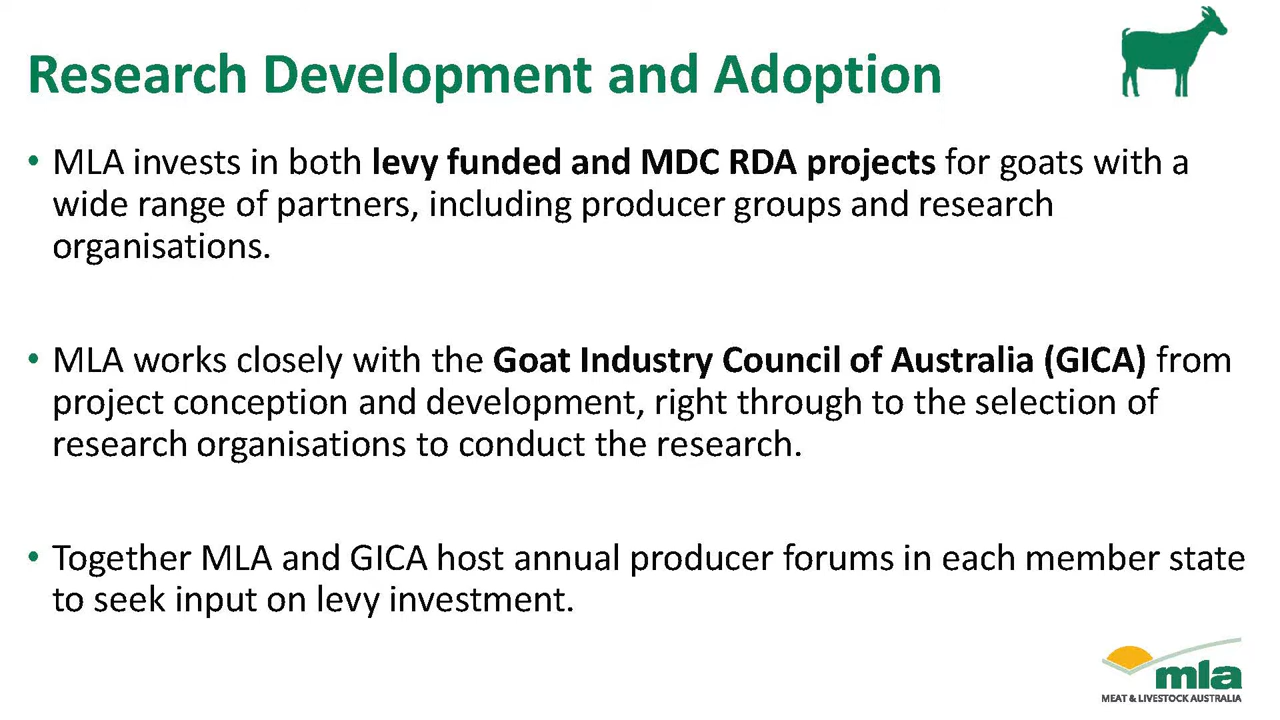 Research Development and Adoption
• MLA invests in both levy funded and MDC RDA projects for goats with a
wide range of partners, including producer groups and research
organisations.
• MLA works closely with the Goat Industry Council of Australia (GICA) from
project conception and development, right through to the selection of
research organisations to conduct the research.
• Together MLA and GICA host annual producer forums in each member state
to seek input on levy investment.
mla
MEAT & LIVESTOCK AUSTRALIA